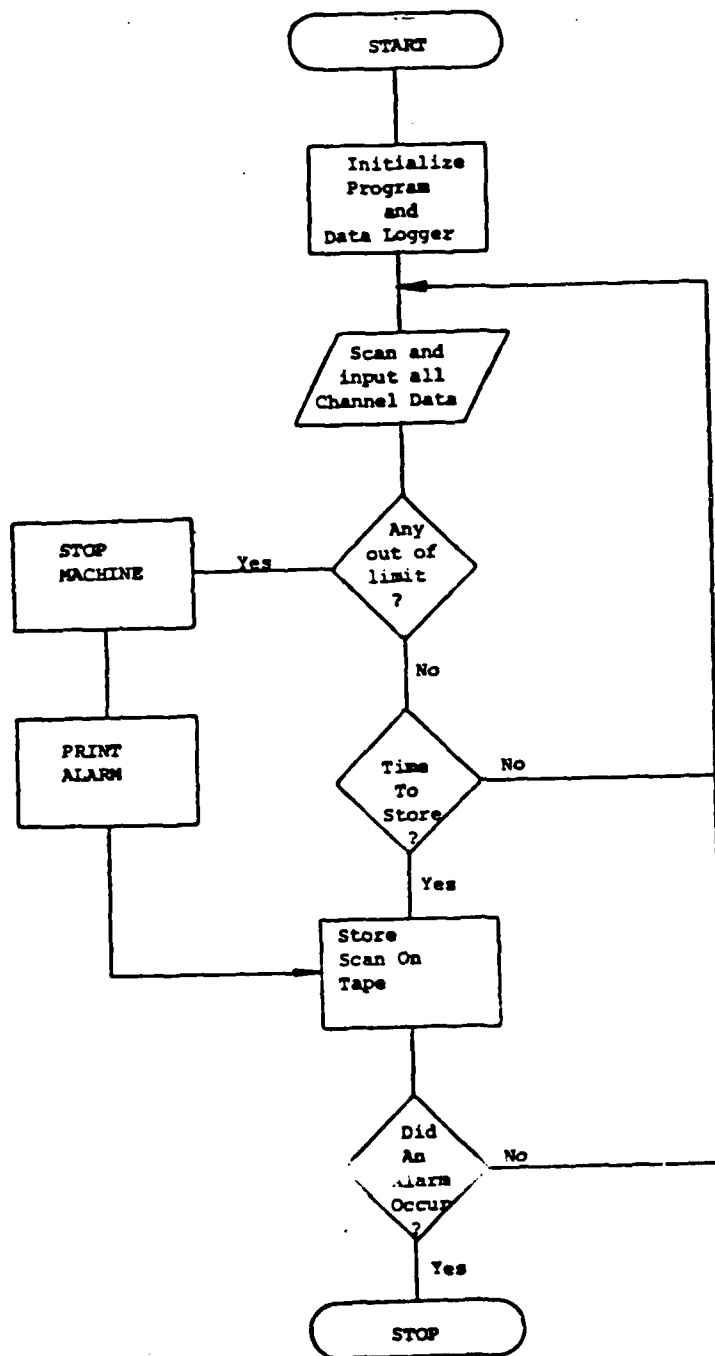 START
Initialize
Program
and
Data Logger
Scan and
input all
Channel Data
Any
out of
limit
?
Yes
STOP
MACHINE
No
PRINT
ALARM
Time
To
Store
?
No
Yes
Store
Scan On
Tape
Did
An
Occup
?
No
Yes
STOP